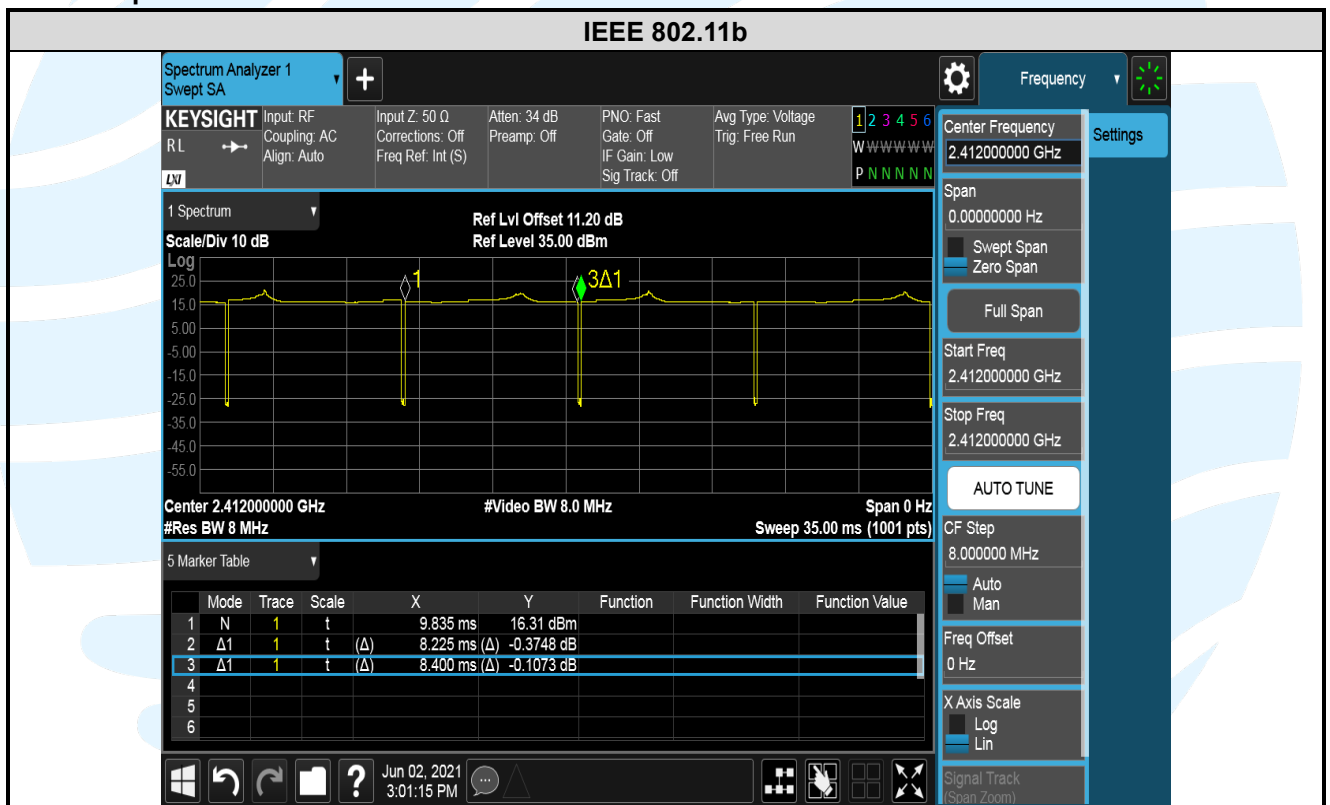 IEEE 802.11b
Spectrum Analyzer 1
Swept SA
+
Frequency
KEYSIGHT
RL
LXI
Input: RF
Coupling: AC
Align: Auto
Input Z: 50 Ω
Corrections: Off
Freq Ref: Int (S)
Atten: 34 dB
Preamp: Off
PNO: Fast
Gate: Off
IF Gain: Low
Sig Track: Off
Avg Type: Voltage
Trig: Free Run
1 2 3 4 5 6
W W W W W W
P N N N N N
Center Frequency
2.412000000 GHz
Settings
Span
0.00000000 Hz
Swept Span
Zero Span
Full Span
Start Freq
2.412000000 GHz
Stop Freq
2.412000000 GHz
AUTO TUNE
CF Step
8.000000 MHz
Auto
Man
Freq Offset
0 Hz
X Axis Scale
Log
Lin
Signal Track
(Span Zoom)
1 Spectrum
Scale/Div 10 dB
Ref Lvl Offset 11.20 dB
Ref Level 35.00 dBm
Log
25.0
15.0
5.00
-5.00
-15.0
-25.0
-35.0
-45.0
-55.0
1
3Δ1
Center 2.412000000 GHz
#Video BW 8.0 MHz
Span 0 Hz
#Res BW 8 MHz
Sweep 35.00 ms (1001 pts)
5 Marker Table
Mode Trace Scale X Y Function Function Width Function Value
1 N 1 t 9.835 ms 16.31 dBm
2 Δ1 1 t (Δ) 8.225 ms (Δ) -0.3748 dB
3 Δ1 1 t (Δ) 8.400 ms (Δ) -0.1073 dB
4
5
6
?
Jun 02, 2021
3:01:15 PM